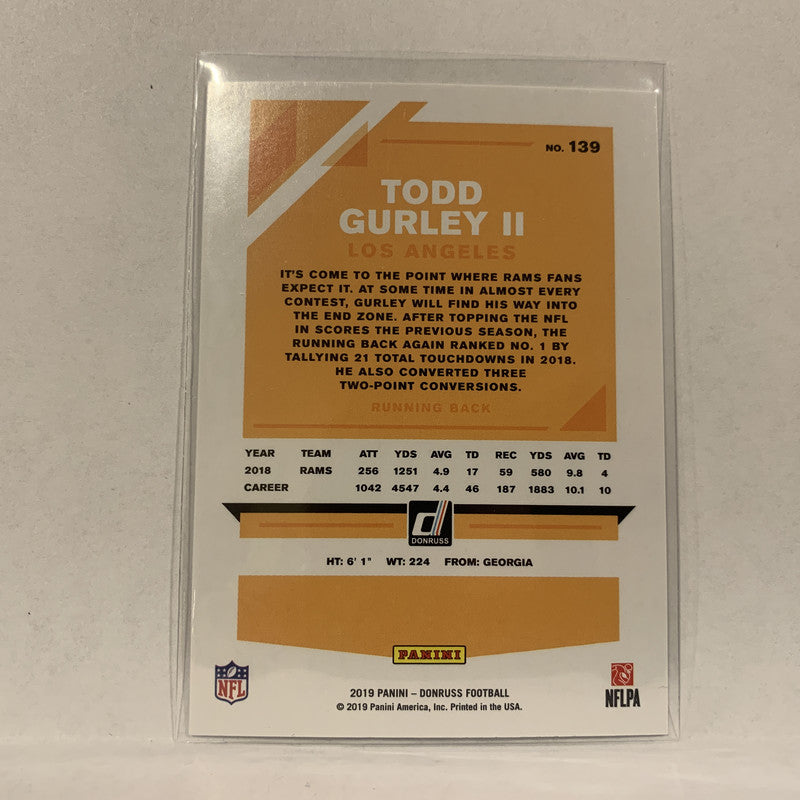 NO. 139
TODD
GURLEY II
LOS ANGELES
IT'S COME TO THE POINT WHERE RAMS FANS
EXPECT IT. AT SOME TIME IN ALMOST EVERY
CONTEST, GURLEY WILL FIND HIS WAY INTO
THE END ZONE. AFTER TOPPING THE NFL
IN SCORES THE PREVIOUS SEASON, THE
RUNNING BACK AGAIN RANKED NO. 1 BY
TALLYING 21 TOTAL TOUCHDOWNS IN 2018.
HE ALSO CONVERTED THREE
TWO-POINT CONVERSIONS.
RUNNING BACK
YEAR TEAM ATT YDS AVG TD REC YDS AVG TD
2018 RAMS 256 1251 4.9 17 59 580 9.8 4
CAREER 1042 4547 4.4 46 187 1883 10.1 10
d
DONRUSS
HT: 6' 1" WT: 224 FROM: GEORGIA
PANINI
NFL
2019 PANINI – DONRUSS FOOTBALL
© 2019 Panini America, Inc. Printed in the USA.
NFLPA